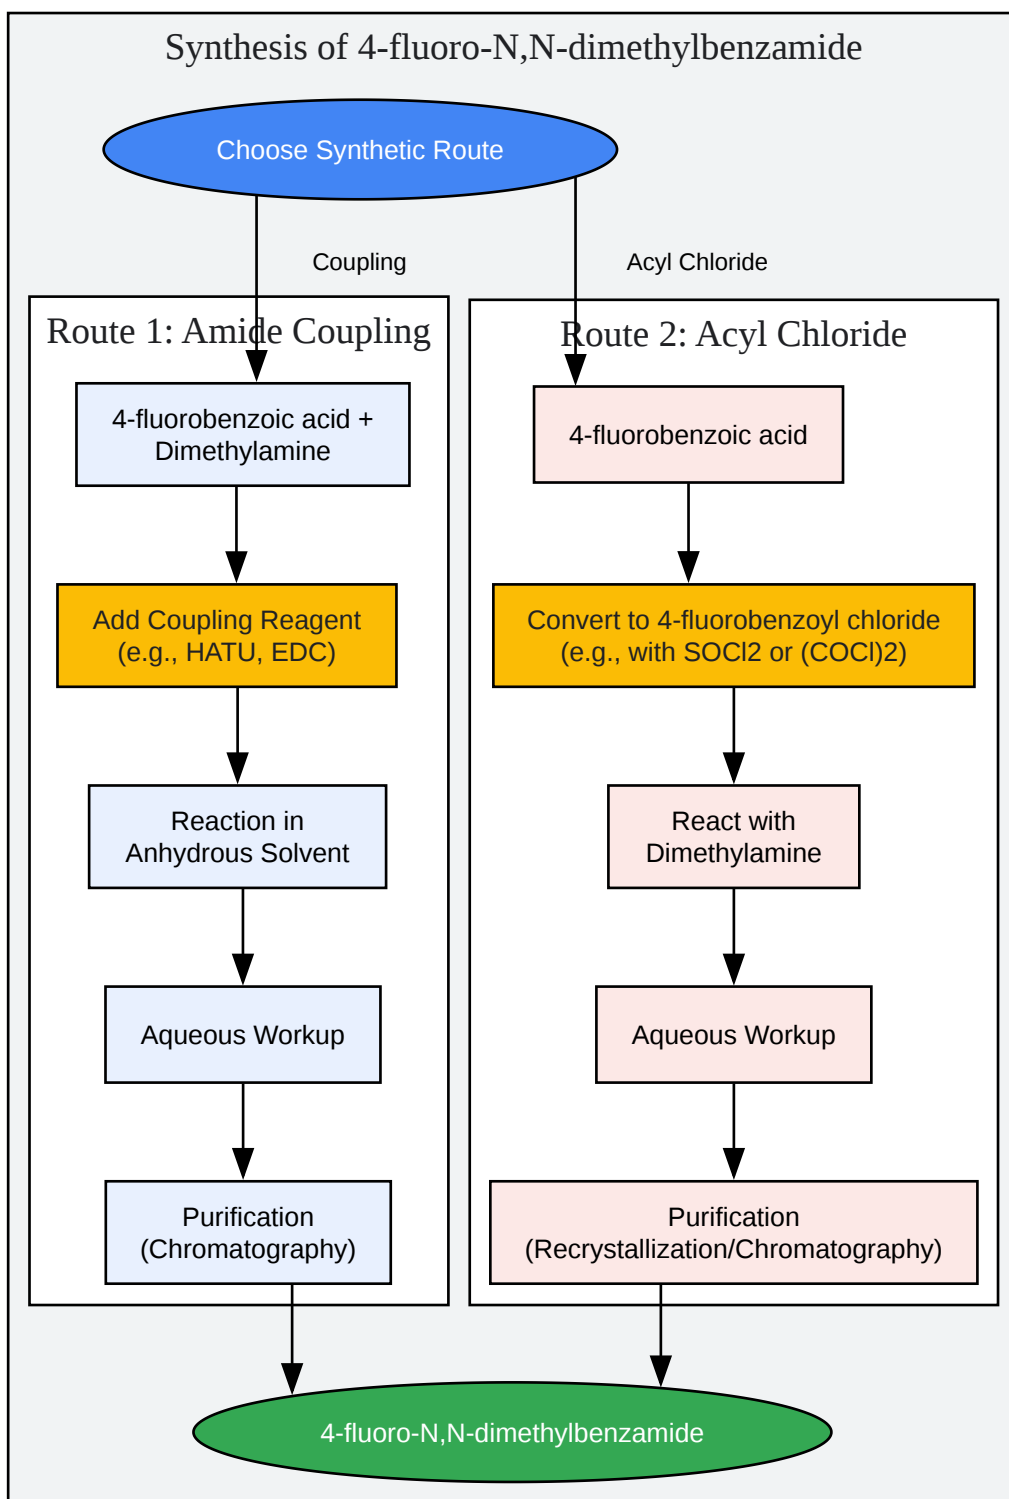 Synthesis of 4-fluoro-N,N-dimethylbenzamide
Choose Synthetic Route
Coupling
Acyl Chloride
Route 1: Amide Coupling
4-fluorobenzoic acid +
Dimethylamine
Add Coupling Reagent
(e.g., HATU, EDC)
Reaction in
Anhydrous Solvent
Aqueous Workup
Purification
(Chromatography)
Route 2: Acyl Chloride
4-fluorobenzoic acid
Convert to 4-fluorobenzoyl chloride
(e.g., with SOCl2 or (COCl)2)
React with
Dimethylamine
Aqueous Workup
Purification
(Recrystallization/Chromatography)
4-fluoro-N,N-dimethylbenzamide